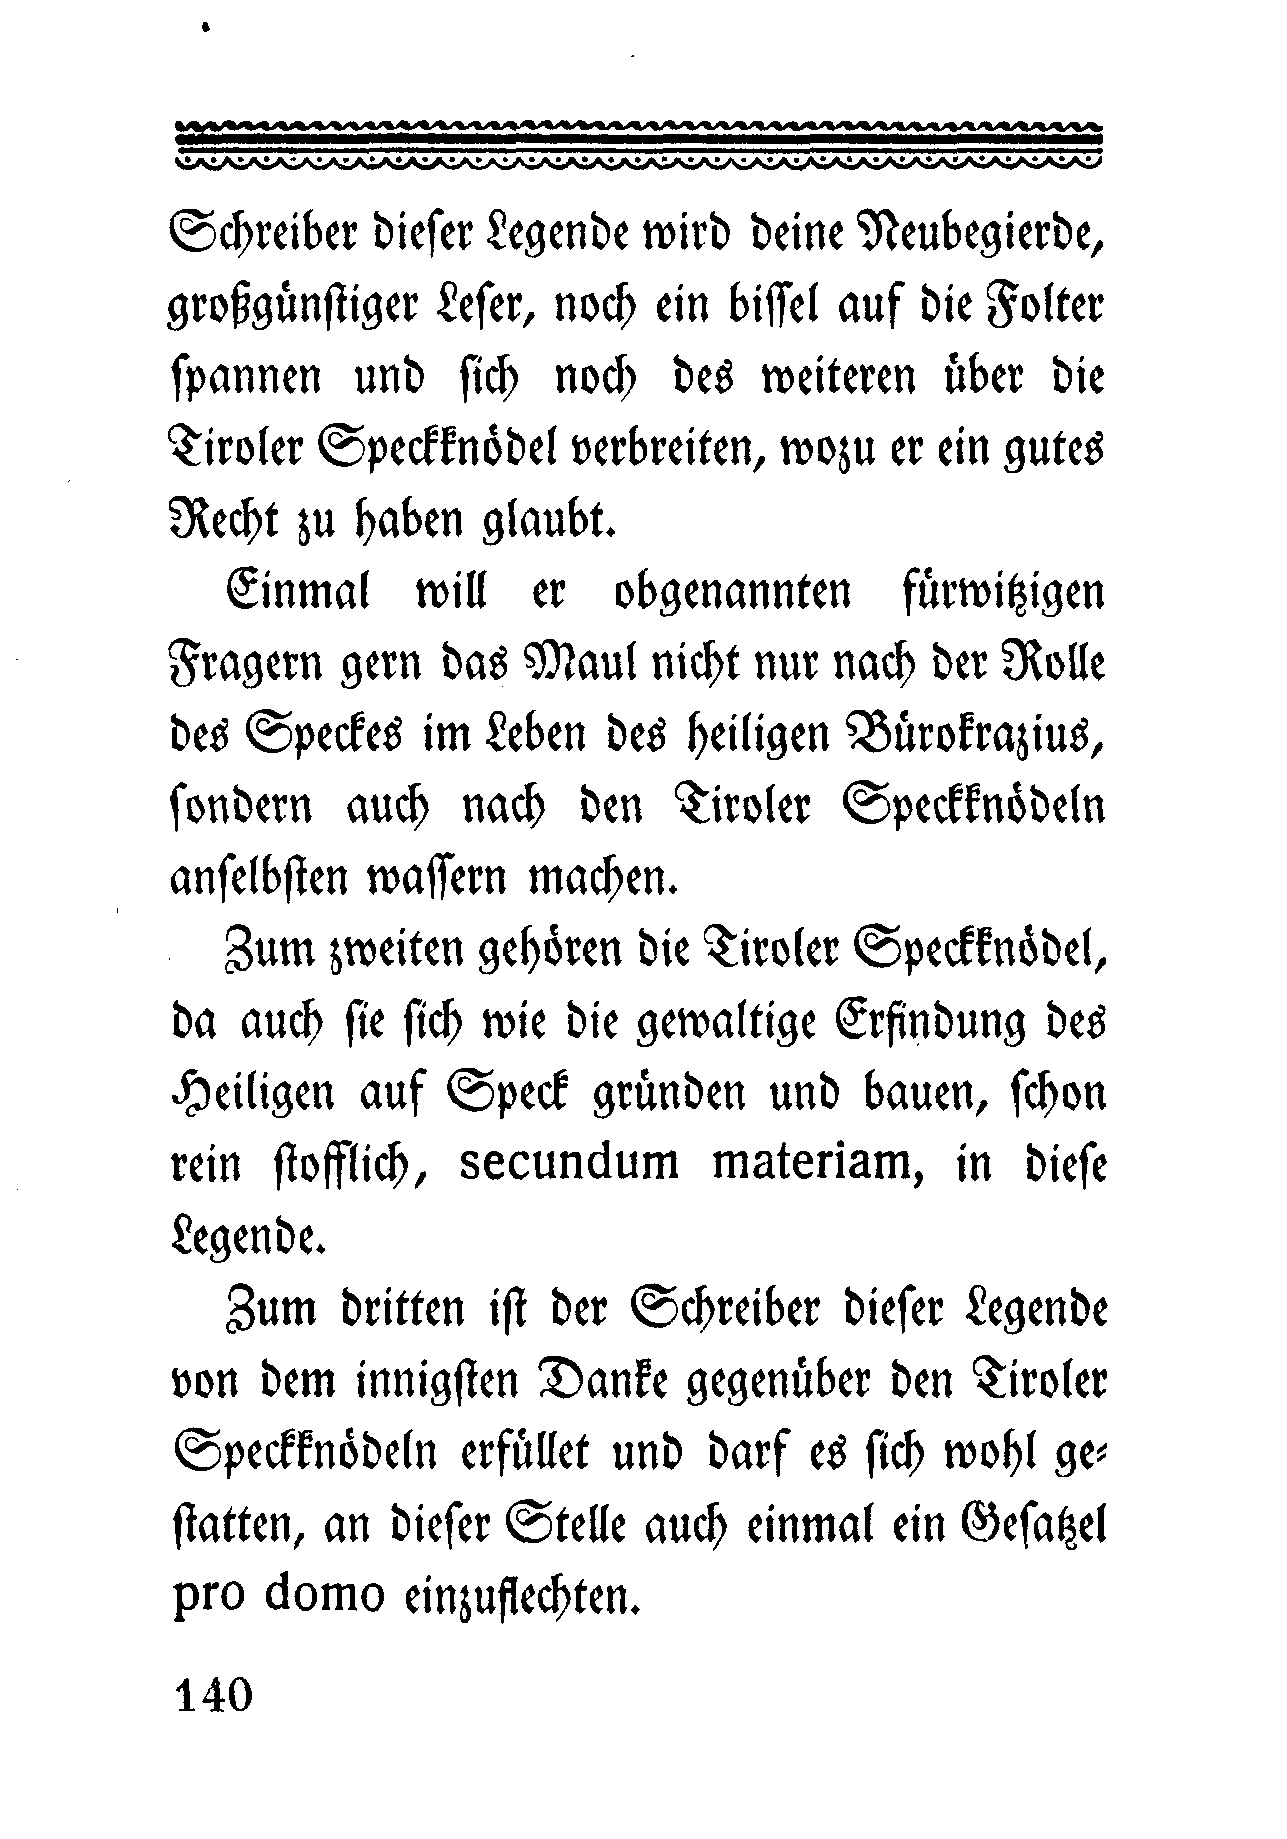 Schreiber dieſer Legende wird deine Neubegierde,
großgünſtiger Leſer, noch ein biſſel auf die Folter
ſpannen und ſich noch des weiteren über die
Tiroler Speckknödel verbreiten, wozu er ein gutes
Recht zu haben glaubt.
Einmal will er obgenannten fürwitzigen
Fragern gern das Maul nicht nur nach der Rolle
des Speckes im Leben des heiligen Bürokrazius,
ſondern auch nach den Tiroler Speckknödeln
anſelbſten waſſern machen.
Zum zweiten gehören die Tiroler Speckknödel,
da auch ſie ſich wie die gewaltige Erfindung des
Heiligen auf Speck gründen und bauen, ſchon
rein ſtofflich, secundum materiam, in dieſe
Legende.
Zum dritten iſt der Schreiber dieſer Legende
von dem innigſten Danke gegenüber den Tiroler
Speckknödeln erfüllet und darf es ſich wohl ge⸗
ſtatten, an dieſer Stelle auch einmal ein Geſatzel
pro domo einzuflechten.
140